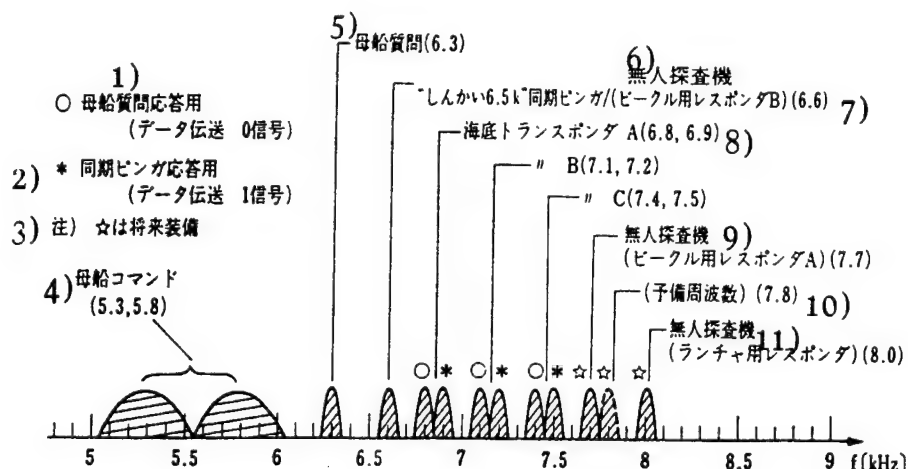 5) 母船質問(6.3)
1)
○ 母船質問応答用
(データ伝送 0信号)
2) * 同期ピンガ応答用
(データ伝送 1信号)
3) 注) ☆は将来装備
4) 母船コマンド
(5.3,5.8)
6) 無人探査機
"しんかい6.5k"同期ピンガ/(ビークル用レスポンダB)(6.6) 7)
海底トランスポンダ A(6.8, 6.9) 8)
〃 B(7.1, 7.2)
〃 C(7.4, 7.5)
無人探査機 9)
(ビークル用レスポンダA)(7.7)
(予備周波数) (7.8) 10)
無人探査機 11)
(ランチャ用レスポンダ)(8.0)
○ * ○ * ○ * ☆ ☆ ☆
5 5.5 6 6.5 7 7.5 8 8.5 9 f[kHz]